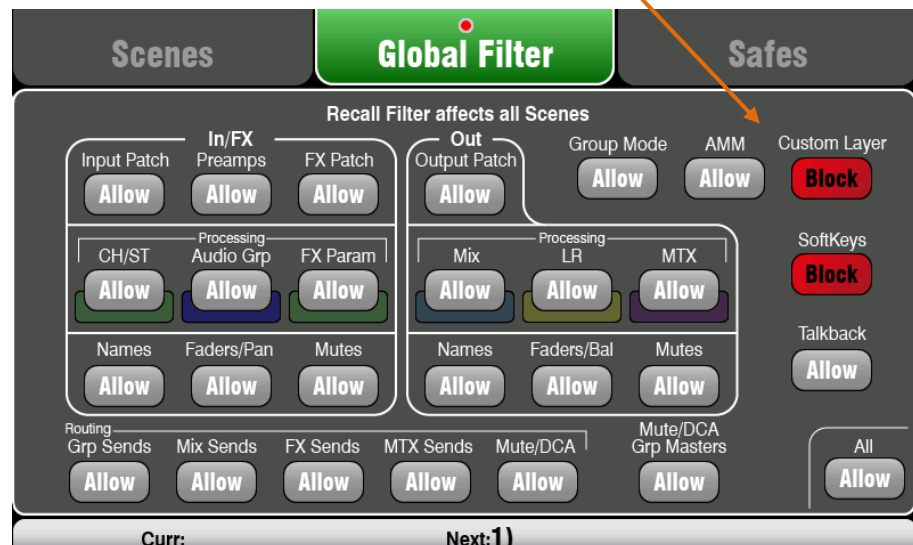 Scenes Global Filter Safes
Recall Filter affects all Scenes
In/FX Out
Input Patch Preamps FX Patch Output Patch Group Mode AMM Custom Layer
Allow Allow Allow Allow Allow Allow Block
Processing Processing SoftKeys
CH/ST Audio Grp FX Param Mix LR MTX
Allow Allow Allow Allow Allow Allow Block
Talkback
Names Faders/Pan Mutes Names Faders/Bal Mutes
Allow Allow Allow Allow Allow Allow Allow
Routing Mute/DCA
Grp Sends Mix Sends FX Sends MTX Sends Mute/DCA Grp Masters All
Allow Allow Allow Allow Allow Allow Allow
Curr: Next:1)